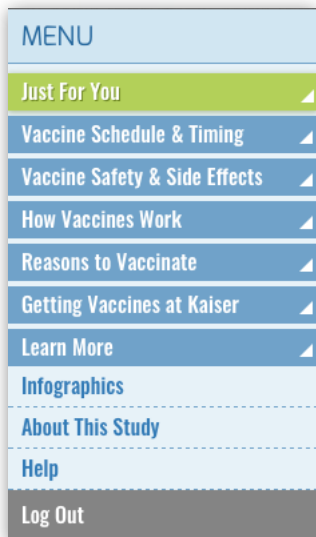 MENU
Just For You
Vaccine Schedule & Timing
Vaccine Safety & Side Effects
How Vaccines Work
Reasons to Vaccinate
Getting Vaccines at Kaiser
Learn More
Infographics
About This Study
Help
Log Out